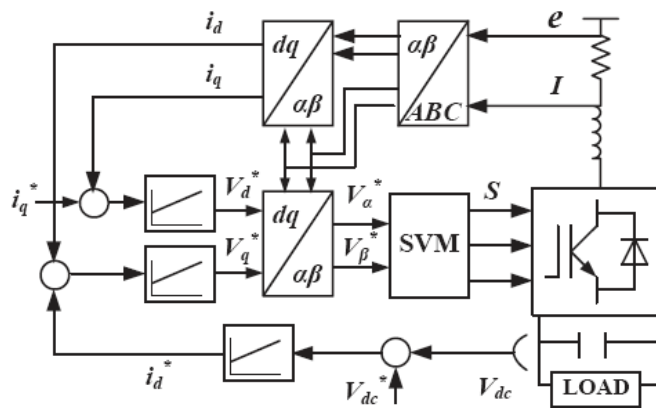 i_d
dq
αβ
e
i_q
αβ
ABC
I
i_q*
V_d*
dq
V_α*
S
V_q*
αβ
V_β*
SVM
i_d*
V_dc*
V_dc
LOAD